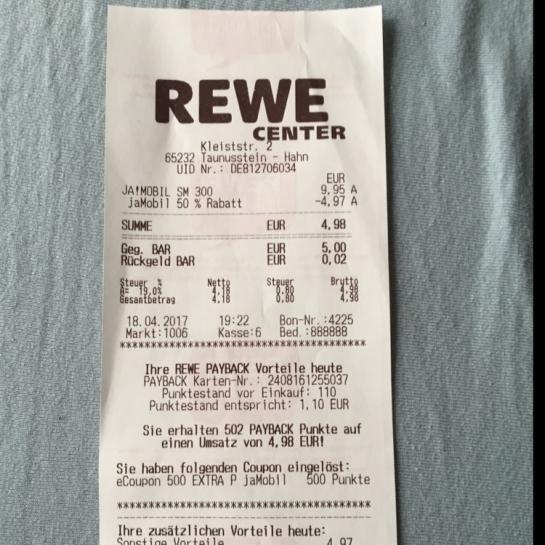 REWE
CENTER
Kleiststr. 2
65232 Taunusstein - Hahn
UID Nr.: DE812706034
EUR
JA!MOBIL SM 300 9,95 A
jaMobil 50 % Rabatt -4,97 A
SUMME EUR 4,98
Geg. BAR EUR 5,00
Rückgeld BAR EUR 0,02
Steuer % Netto Steuer Brutto
A= 19,0% 4,18 0,80 4,98
Gesamtbetrag 4,18 0,80 4,98
18.04.2017 19:22 Bon-Nr.:4225
Markt:1006 Kasse:6 Bed.:888888
****************************************
Ihre REWE PAYBACK Vorteile heute
PAYBACK Karten-Nr.: 2408161255037
Punktestand vor Einkauf: 110
Punktestand entspricht: 1,10 EUR
Sie erhalten 502 PAYBACK Punkte auf
einen Umsatz von 4,98 EUR!
Sie haben folgenden Coupon eingelöst:
eCoupon 500 EXTRA P jaMobil 500 Punkte
****************************************
Ihre zusätzlichen Vorteile heute:
Sonstige Vorteile 4,97